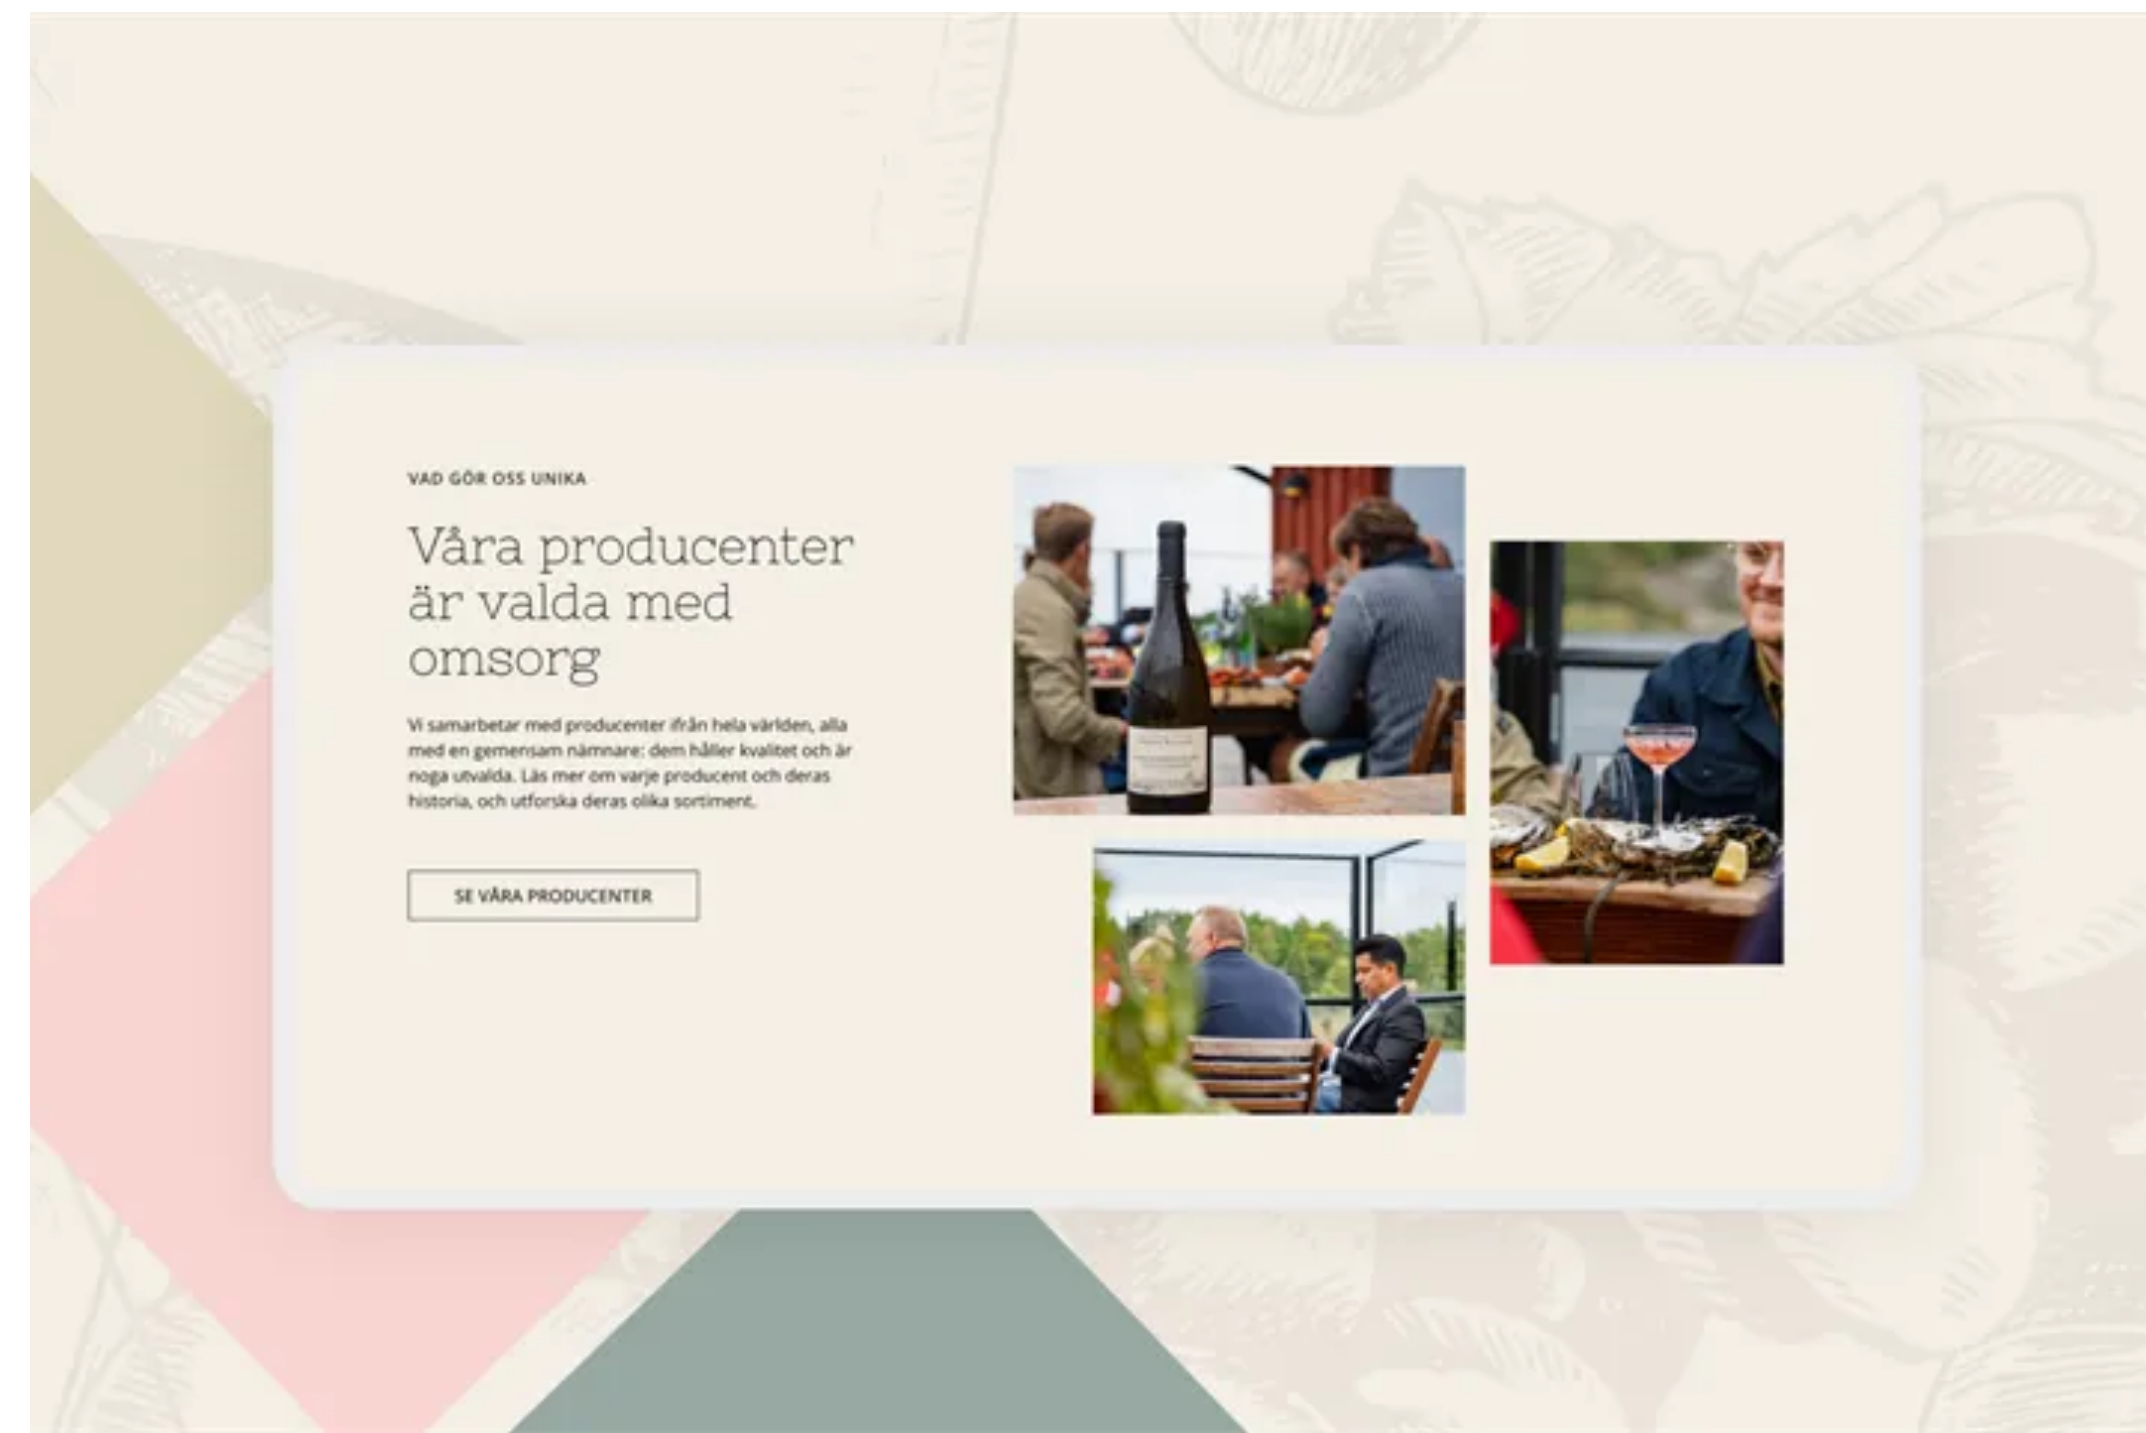 VAD GÖR OSS UNIKA
Våra producenter
är valda med
omsorg
Vi samarbetar med producenter ifrån hela världen, alla
med en gemensam nämnare: dem håller kvalitet och är
noga utvalda. Läs mer om varje producent och deras
historia, och utforska deras olika sortiment.
SE VÅRA PRODUCENTER